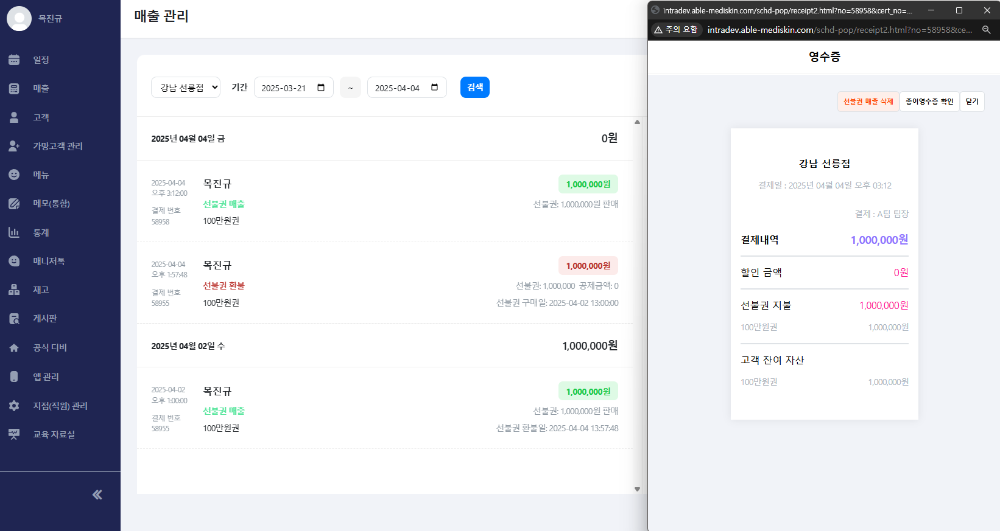 목진규
일정
매출
고객
가망고객 관리
메뉴
메모(통합)
통계
매니저톡
재고
게시판
공식 디비
앱 관리
지점(직원) 관리
교육 자료실
매출 관리
강남 선릉점
기간
2025-03-21
~
2025-04-04
검색
2025년 04월 04일 금
0원
2025-04-04
오후 3:12:00
결제 번호
58958
목진규
선불권 매출
100만원권
1,000,000원
선불권: 1,000,000원 판매
2025-04-04
오후 1:57:48
결제 번호
58955
목진규
선불권 환불
100만원권
1,000,000원
선불권: 1,000,000 공제금액: 0
선불권 구매일: 2025-04-02 13:00:00
2025년 04월 02일 수
1,000,000원
2025-04-02
오후 1:00:00
결제 번호
58955
목진규
선불권 매출
100만원권
1,000,000원
선불권: 1,000,000원 판매
선불권 환불일: 2025-04-04 13:57:48
intradev.able-mediskin.com/schd-pop/receipt2.html?no=58958&cert_no=...
주의 요함
intradev.able-mediskin.com/schd-pop/receipt2.html?no=58958&ce...
영수증
선불권 매출 삭제
종이영수증 확인
닫기
강남 선릉점
결제일 : 2025년 04월 04일 오후 03:12
결제 : A팀 팀장
결제내역 1,000,000원
할인 금액 0원
선불권 지불 1,000,000원
100만원권 1,000,000원
고객 잔여 자산
100만원권 1,000,000원